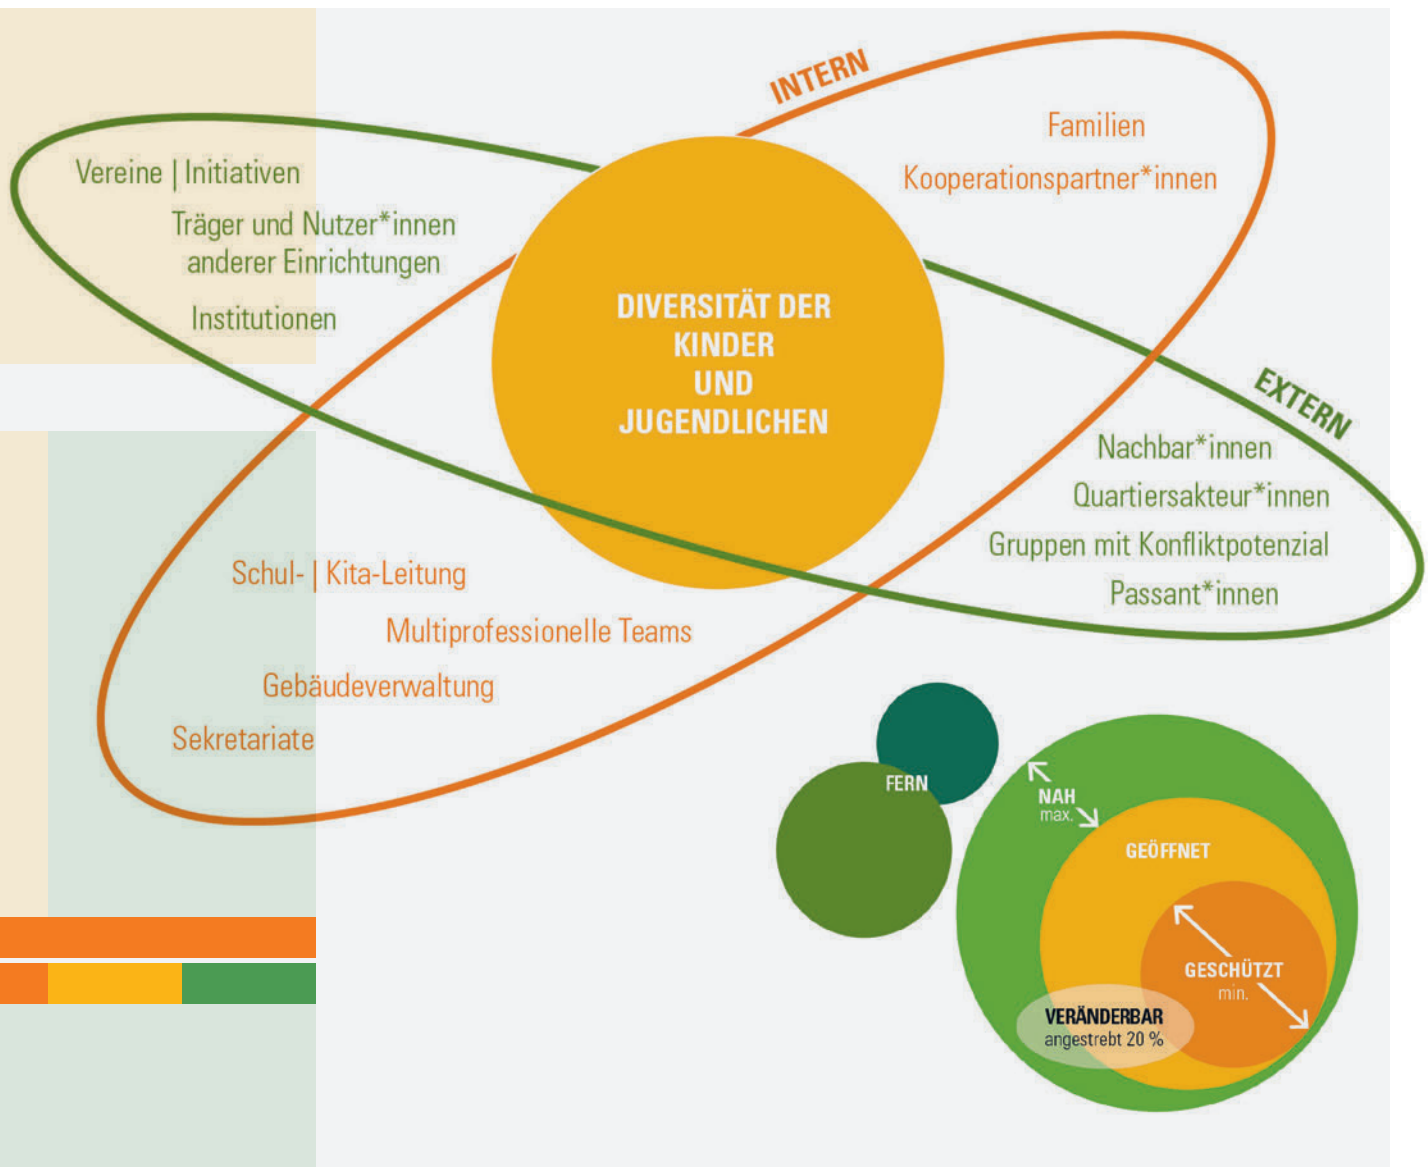 INTERN
Familien
Kooperationspartner*innen
Vereine | Initiativen
Träger und Nutzer*innen
anderer Einrichtungen
Institutionen
DIVERSITÄT DER
KINDER
UND
JUGENDLICHEN
EXTERN
Nachbar*innen
Quartiersakteur*innen
Gruppen mit Konfliktpotenzial
Passant*innen
Schul- | Kita-Leitung
Multiprofessionelle Teams
Gebäudeverwaltung
Sekretariate
FERN
NAH
max.
GEÖFFNET
GESCHÜTZT
min.
VERÄNDERBAR
angestrebt 20 %